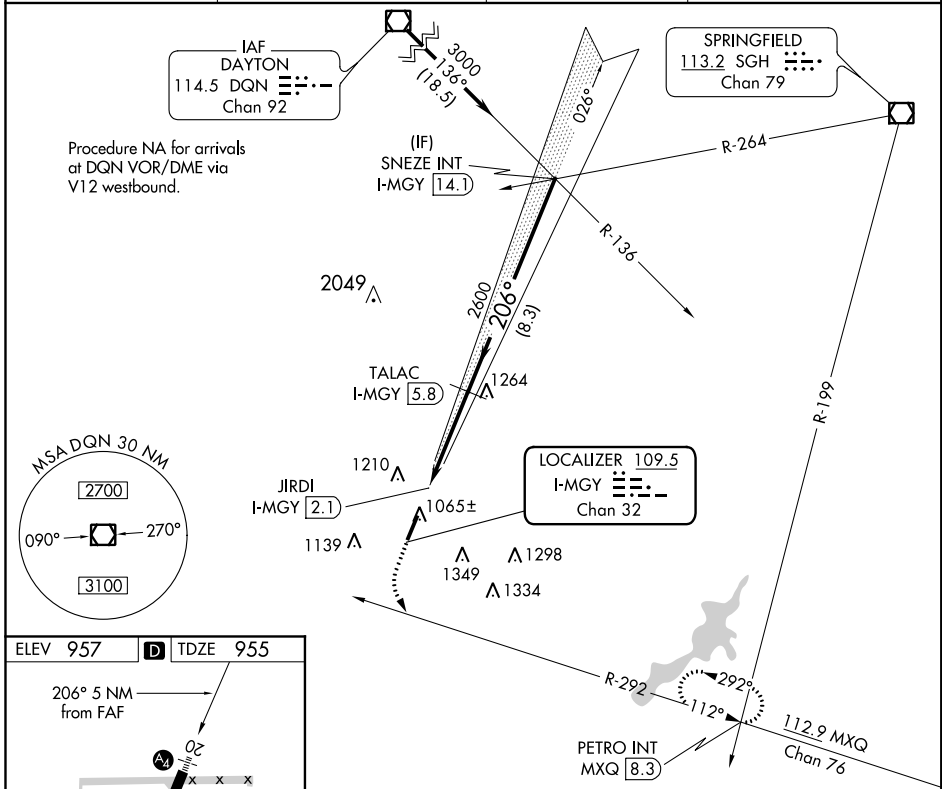 IAF
DAYTON
114.5 DQN
Chan 92
Procedure NA for arrivals
at DQN VOR/DME via
V12 westbound.
3000
136°
(18.5)
026°
SPRINGFIELD
113.2 SGH
Chan 79
(IF)
SNEZE INT
I-MGY 14.1
R-264
R-136
2049
2600
206°
(8.3)
TALAC
I-MGY 5.8
1264
R-199
MSA DQN 30 NM
2700
090°
270°
3100
1210
JIRDI
I-MGY 2.1
1065±
1139
LOCALIZER 109.5
I-MGY
Chan 32
1349
1298
1334
R-292
292°
112°
112.9 MXQ
Chan 76
PETRO INT
MXQ 8.3
ELEV 957 D TDZE 955
206° 5 NM
from FAF
20
A4
x x x